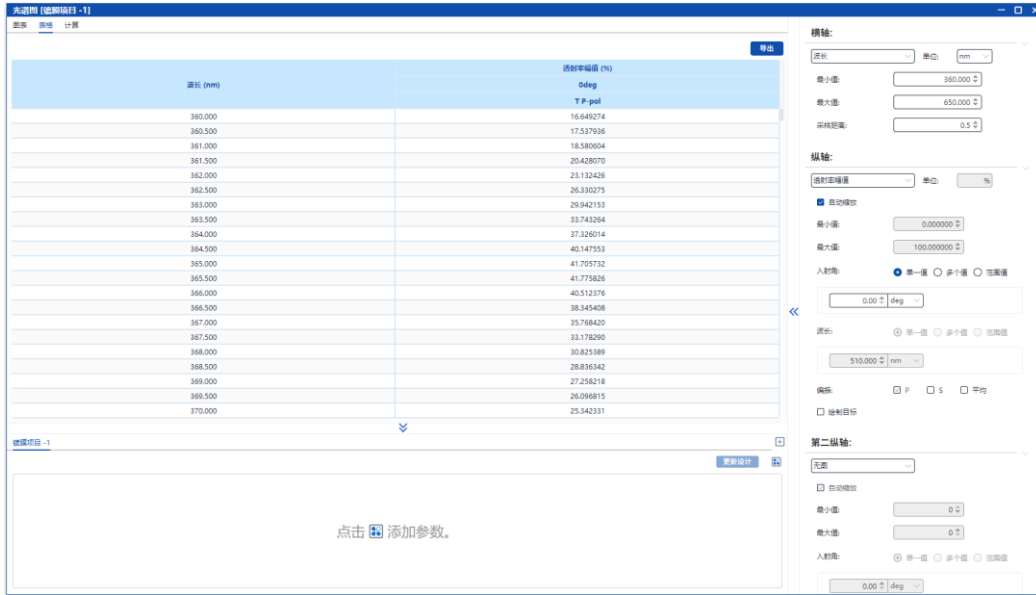 光谱图 [镀膜项目 -1]
图表 表格 计算
导出
波长 (nm)
透射率幅值 (%)
0deg
T P-pol
360.000 16.649274
360.500 17.537936
361.000 18.580604
361.500 20.428070
362.000 23.132426
362.500 26.330275
363.000 29.942153
363.500 33.743264
364.000 37.326014
364.500 40.147553
365.000 41.705732
365.500 41.775826
366.000 40.512376
366.500 38.345408
367.000 35.768420
367.500 33.178290
368.000 30.825389
368.500 28.836342
369.000 27.258218
369.500 26.096815
370.000 25.342331
镀膜项目 -1
更新设计
点击 添加参数。
横轴:
波长 单位: nm
最小值: 360.000
最大值: 650.000
采样距离: 0.5
纵轴:
透射率幅值 单位: %
自动缩放
最小值: 0.000000
最大值: 100.000000
入射角: 单一值 多个值 范围值
0.00 deg
波长: 单一值 多个值 范围值
510.000 nm
偏振: P S 平均
绘制目标
第二纵轴:
无图
自动缩放
最小值: 0
最大值: 0
入射角: 单一值 多个值 范围值
0.00 deg